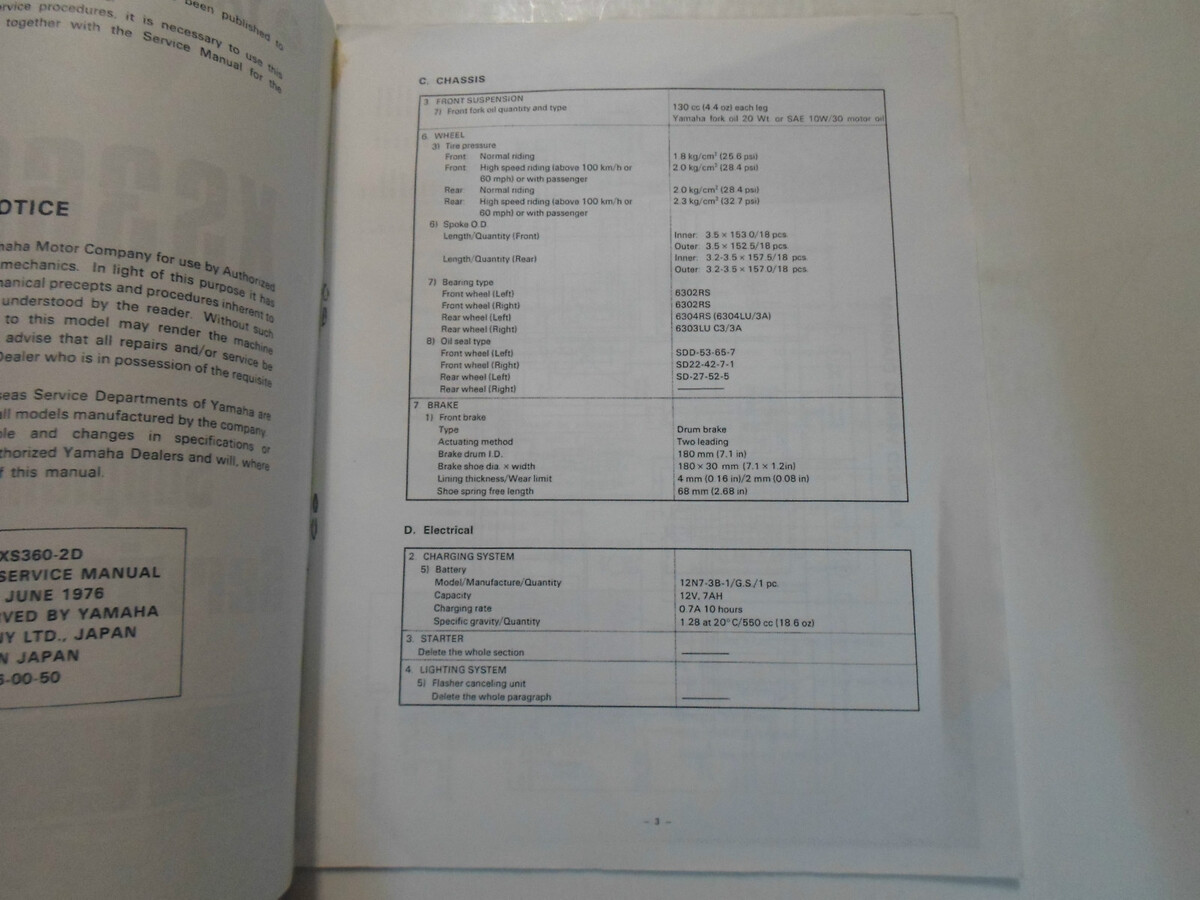 been published to
service procedures, it is necessary to use this
together with the Service Manual for the
OTICE
maha Motor Company for use by Authorized
mechanics. In light of this purpose it has
hanical precepts and procedures inherent to
understood by the reader. Without such
to this model may render the machine
advise that all repairs and/or service be
Dealer who is in possession of the requisite
seas Service Departments of Yamaha are
all models manufactured by the company
ble and changes in specifications or
thorized Yamaha Dealers and will, where
f this manual.
XS360-2D
SERVICE MANUAL
JUNE 1976
VED BY YAMAHA
NY LTD., JAPAN
N JAPAN
6-00-50
C. CHASSIS
3 FRONT SUSPENSION
7) Front fork oil quantity and type 130 cc (4.4 oz) each leg
Yamaha fork oil 20 Wt. or SAE 10W/30 motor oil
6. WHEEL
3) Tire pressure
Front: Normal riding 1.8 kg/cm² (25.6 psi)
Front: High speed riding (above 100 km/h or 2.0 kg/cm² (28.4 psi)
60 mph) or with passenger
Rear: Normal riding 2.0 kg/cm² (28.4 psi)
Rear: High speed riding (above 100 km/h or 2.3 kg/cm² (32.7 psi)
60 mph) or with passenger
6) Spoke O.D.
Length/Quantity (Front) Inner: 3.5 × 153.0/18 pcs.
Outer: 3.5 × 152.5/18 pcs.
Length/Quantity (Rear) Inner: 3.2-3.5 × 157.5/18 pcs.
Outer: 3.2-3.5 × 157.0/18 pcs.
7) Bearing type
Front wheel (Left) 6302RS
Front wheel (Right) 6302RS
Rear wheel (Left) 6304RS (6304LU/3A)
Rear wheel (Right) 6303LU C3/3A
8) Oil seal type
Front wheel (Left) SDD-53-65-7
Front wheel (Right) SD22-42-7-1
Rear wheel (Left) SD-27-52-5
Rear wheel (Right) ————
7 BRAKE
1) Front brake
Type Drum brake
Actuating method Two leading
Brake drum I.D. 180 mm (7.1 in)
Brake shoe dia. × width 180 × 30 mm (7.1 × 1.2in)
Lining thickness/Wear limit 4 mm (0.16 in)/2 mm (0.08 in)
Shoe spring free length 68 mm (2.68 in)
D. Electrical
2. CHARGING SYSTEM
5) Battery
Model/Manufacture/Quantity 12N7-3B-1/G.S./1 pc.
Capacity 12V, 7AH
Charging rate 0.7A 10 hours
Specific gravity/Quantity 1.28 at 20°C/550 cc (18.6 oz)
3. STARTER
Delete the whole section ————
4. LIGHTING SYSTEM
5) Flasher canceling unit
Delete the whole paragraph ————
- 3 -